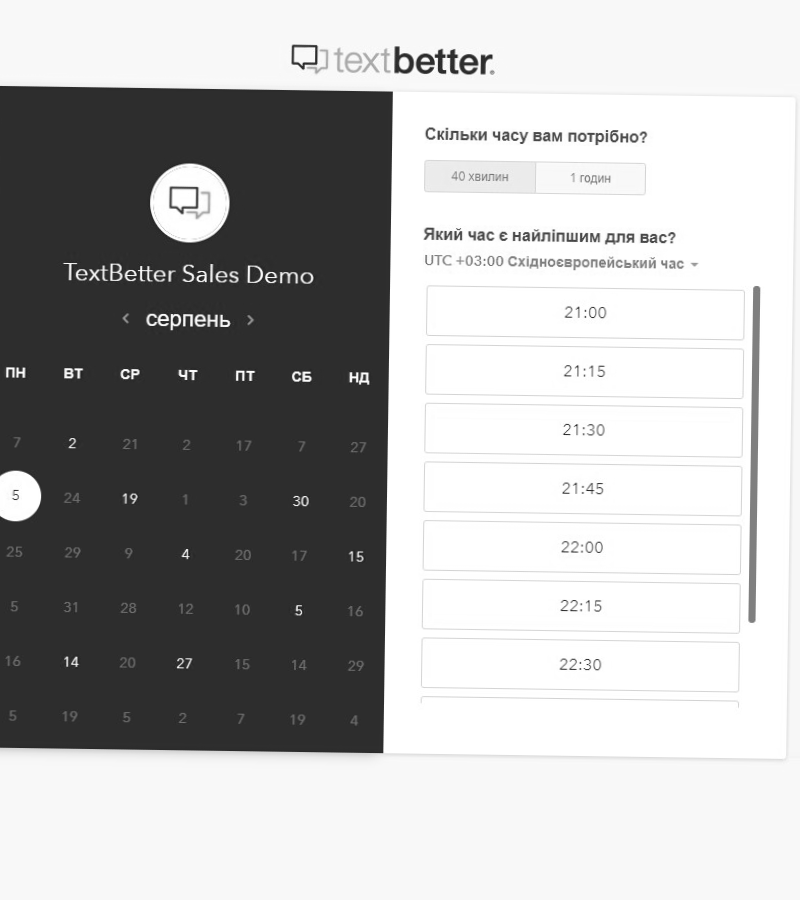 textbetter.
TextBetter Sales Demo
серпень
ПН ВТ СР ЧТ ПТ СБ НД
7 2 21 2 17 7 27
5 24 19 1 3 30 20
25 29 9 4 20 17 15
5 31 28 12 10 5 16
16 14 20 27 15 14 29
5 19 5 2 7 19 4
Скільки часу вам потрібно?
40 хвилин 1 годин
Який час є найліпшим для вас?
UTC +03:00 Східноєвропейський час
21:00
21:15
21:30
21:45
22:00
22:15
22:30